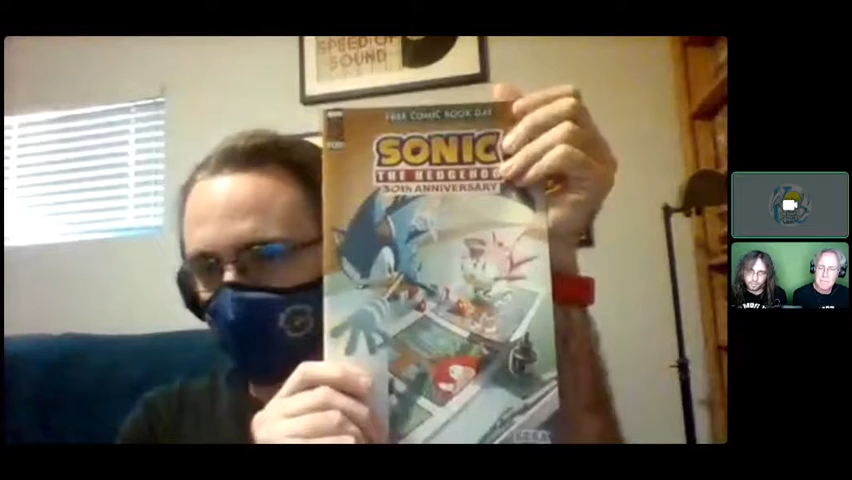 SPEED OF
SOUND
FREE COMIC BOOK DAY
SONIC
THE HEDGEHOG
30TH ANNIVERSARY
SEGA